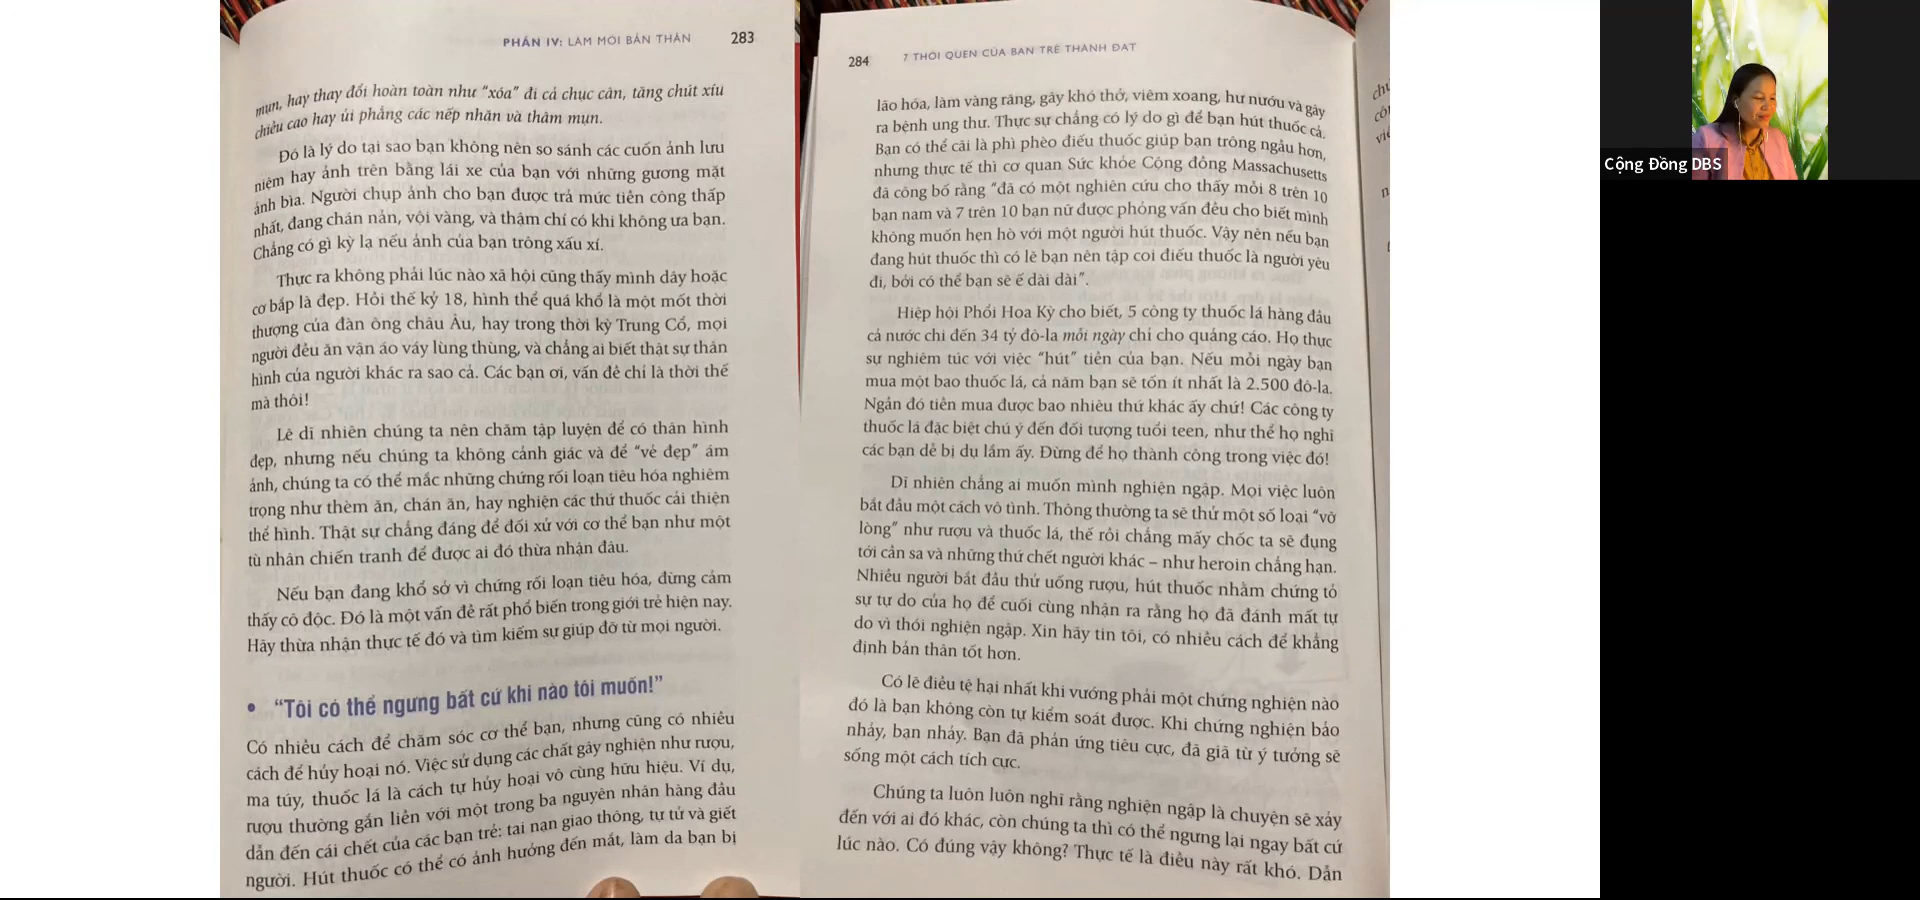 PHẦN IV: LÀM MỚI BẢN THÂN 283
mụn, hay thay đổi hoàn toàn như “xóa” đi cả chục cân, tăng chút xíu
chiều cao hay ủi phẳng các nếp nhăn và thâm mụn.
Đó là lý do tại sao bạn không nên so sánh các cuốn ảnh lưu
niệm hay ảnh trên bằng lái xe của bạn với những gương mặt
ảnh bìa. Người chụp ảnh cho bạn được trả mức tiền công thấp
nhất, đang chán nản, vội vàng, và thậm chí có khi không ưa bạn.
Chẳng có gì kỳ lạ nếu ảnh của bạn trông xấu xí.
Thực ra không phải lúc nào xã hội cũng thấy mình dây hoặc
cơ bắp là đẹp. Hồi thế kỷ 18, hình thể quá khổ là một mốt thời
thượng của đàn ông châu Âu, hay trong thời kỳ Trung Cổ, mọi
người đều ăn vận áo váy lùng thùng, và chẳng ai biết thật sự thân
hình của người khác ra sao cả. Các bạn ơi, vấn đề chỉ là thời thế
mà thôi!
Lẽ dĩ nhiên chúng ta nên chăm tập luyện để có thân hình
đẹp, nhưng nếu chúng ta không cảnh giác và để “vẻ đẹp” ám
ảnh, chúng ta có thể mắc những chứng rối loạn tiêu hóa nghiêm
trọng như thèm ăn, chán ăn, hay nghiện các thứ thuốc cải thiện
thể hình. Thật sự chẳng đáng để đối xử với cơ thể bạn như một
tù nhân chiến tranh để được ai đó thừa nhận đâu.
Nếu bạn đang khổ sở vì chứng rối loạn tiêu hóa, đừng cảm
thấy cô độc. Đó là một vấn đề rất phổ biến trong giới trẻ hiện nay.
Hãy thừa nhận thực tế đó và tìm kiếm sự giúp đỡ từ mọi người.
• “Tôi có thể ngưng bất cứ khi nào tôi muốn!”
Có nhiều cách để chăm sóc cơ thể bạn, nhưng cũng có nhiều
cách để hủy hoại nó. Việc sử dụng các chất gây nghiện như rượu,
ma túy, thuốc lá là cách tự hủy hoại vô cùng hữu hiệu. Ví dụ,
rượu thường gắn liền với một trong ba nguyên nhân hàng đầu
dẫn đến cái chết của các bạn trẻ: tai nạn giao thông, tự tử và giết
người. Hút thuốc có thể có ảnh hưởng đến mắt, làm da bạn bị
284 7 THÓI QUEN CỦA BẠN TRẺ THÀNH ĐẠT
lão hóa, làm vàng răng, gây khó thở, viêm xoang, hư nướu và gây
ra bệnh ung thư. Thực sự chẳng có lý do gì để bạn hút thuốc cả.
Bạn có thể cãi là phì phèo điếu thuốc giúp bạn trông ngầu hơn,
nhưng thực tế thì cơ quan Sức khỏe Cộng đồng Massachusetts
đã công bố rằng “đã có một nghiên cứu cho thấy mỗi 8 trên 10
bạn nam và 7 trên 10 bạn nữ được phỏng vấn đều cho biết mình
không muốn hẹn hò với một người hút thuốc. Vậy nên nếu bạn
đang hút thuốc thì có lẽ bạn nên tập coi điếu thuốc là người yêu
đi, bởi có thể bạn sẽ ế dài dài”.
Hiệp hội Phổi Hoa Kỳ cho biết, 5 công ty thuốc lá hàng đầu
cả nước chi đến 34 tỷ đô-la mỗi ngày chỉ cho quảng cáo. Họ thực
sự nghiêm túc với việc “hút” tiền của bạn. Nếu mỗi ngày bạn
mua một bao thuốc lá, cả năm bạn sẽ tốn ít nhất là 2.500 đô-la.
Ngần đó tiền mua được bao nhiêu thứ khác ấy chứ! Các công ty
thuốc lá đặc biệt chú ý đến đối tượng tuổi teen, như thể họ nghĩ
các bạn dễ bị dụ lắm ấy. Đừng để họ thành công trong việc đó!
Dĩ nhiên chẳng ai muốn mình nghiện ngập. Mọi việc luôn
bắt đầu một cách vô tình. Thông thường ta sẽ thử một số loại “vỡ
lòng” như rượu và thuốc lá, thế rồi chẳng mấy chốc ta sẽ đụng
tới cần sa và những thứ chết người khác – như heroin chẳng hạn.
Nhiều người bắt đầu thử uống rượu, hút thuốc nhằm chứng tỏ
sự tự do của họ để cuối cùng nhận ra rằng họ đã đánh mất tự
do vì thói nghiện ngập. Xin hãy tin tôi, có nhiều cách để khẳng
định bản thân tốt hơn.
Có lẽ điều tệ hại nhất khi vướng phải một chứng nghiện nào
đó là bạn không còn tự kiểm soát được. Khi chứng nghiện bảo
nhảy, bạn nhảy. Bạn đã phản ứng tiêu cực, đã giã từ ý tưởng sẽ
sống một cách tích cực.
Chúng ta luôn luôn nghĩ rằng nghiện ngập là chuyện sẽ xảy
đến với ai đó khác, còn chúng ta thì có thể ngưng lại ngay bất cứ
lúc nào. Có đúng vậy không? Thực tế là điều này rất khó. Dẫn
Cộng Đồng DBS